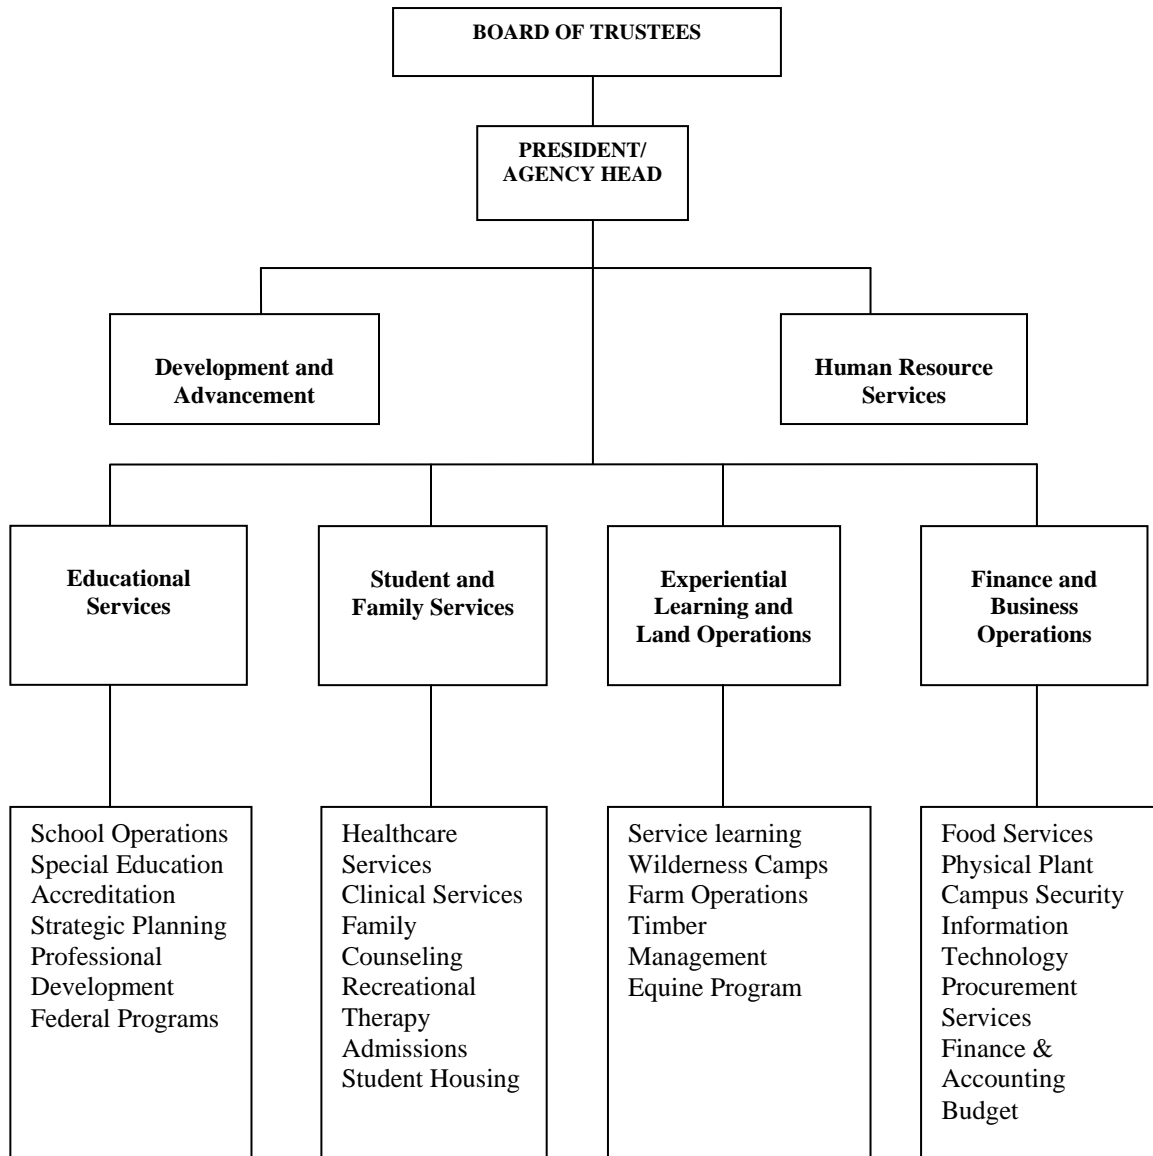 BOARD OF TRUSTEES
PRESIDENT/
AGENCY HEAD
Development and
Advancement
Human Resource
Services
Educational
Services
Student and
Family Services
Experiential
Learning and
Land Operations
Finance and
Business
Operations
School Operations
Special Education
Accreditation
Strategic Planning
Professional
Development
Federal Programs
Healthcare
Services
Clinical Services
Family
Counseling
Recreational
Therapy
Admissions
Student Housing
Service learning
Wilderness Camps
Farm Operations
Timber
Management
Equine Program
Food Services
Physical Plant
Campus Security
Information
Technology
Procurement
Services
Finance &
Accounting
Budget